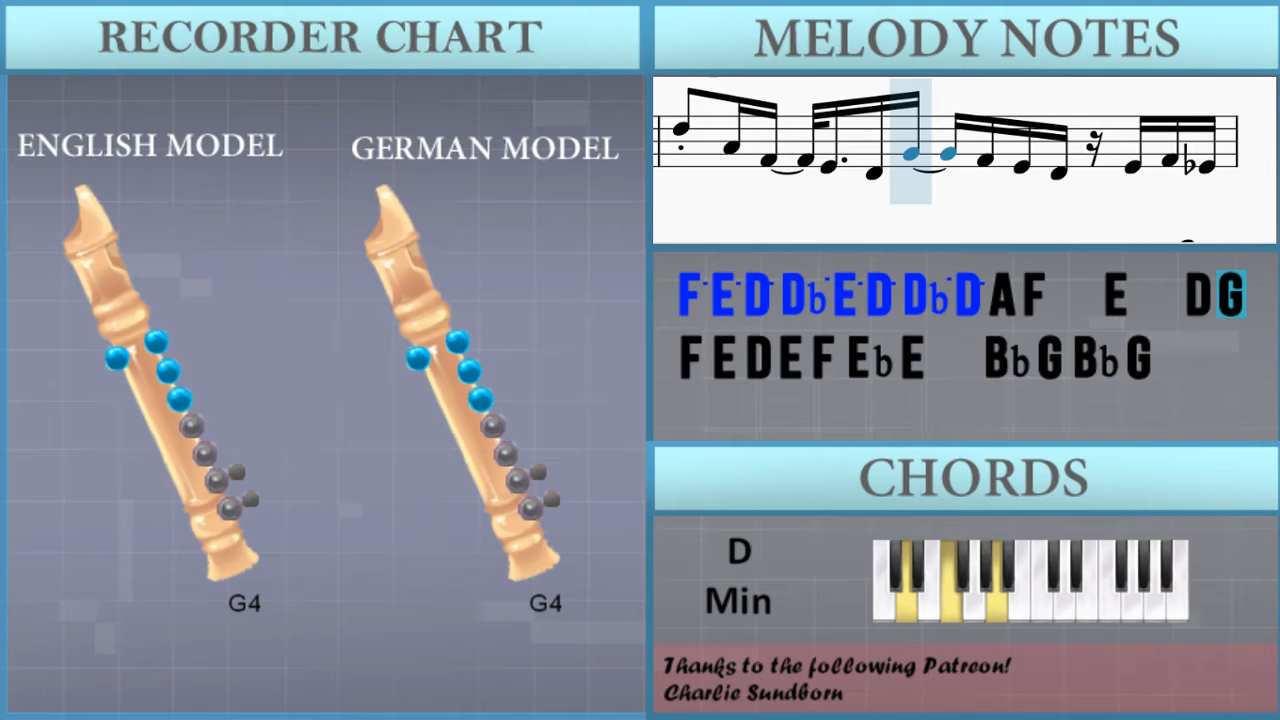 RECORDER CHART
ENGLISH MODEL
GERMAN MODEL
G4
G4
MELODY NOTES
F·E·D·D♭·E·D·D♭·D·A F E D G
F E D E F E♭ E B♭ G B♭ G
CHORDS
D
Min
Thanks to the following Patreon!
Charlie Sundborn